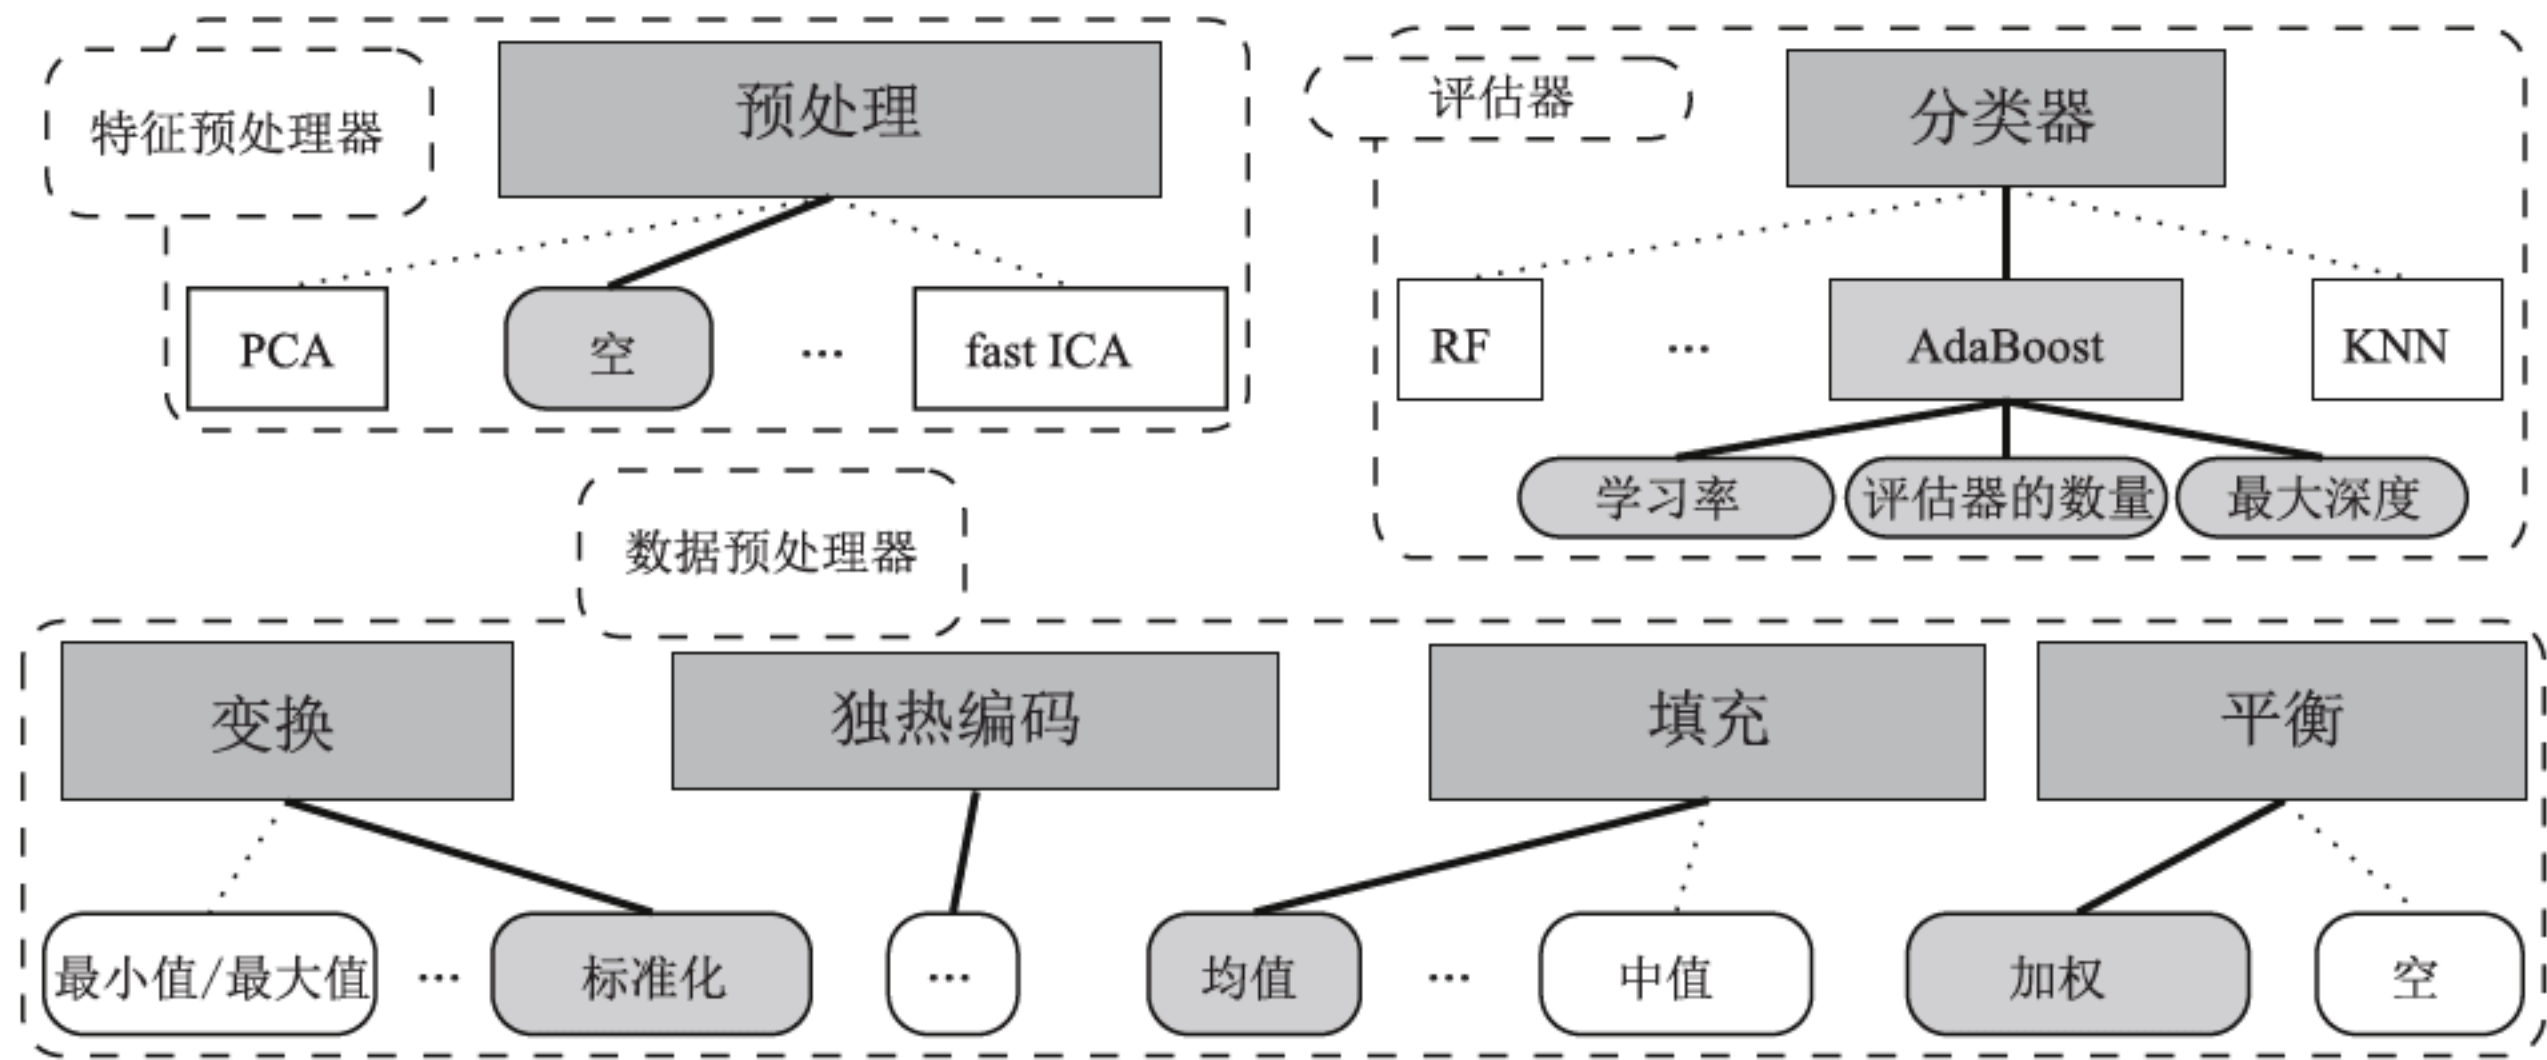 特征预处理器
预处理
PCA
空
...
fast ICA
评估器
分类器
RF
...
AdaBoost
KNN
学习率
评估器的数量
最大深度
数据预处理器
变换
独热编码
填充
平衡
最小值/最大值
...
标准化
...
均值
...
中值
加权
空